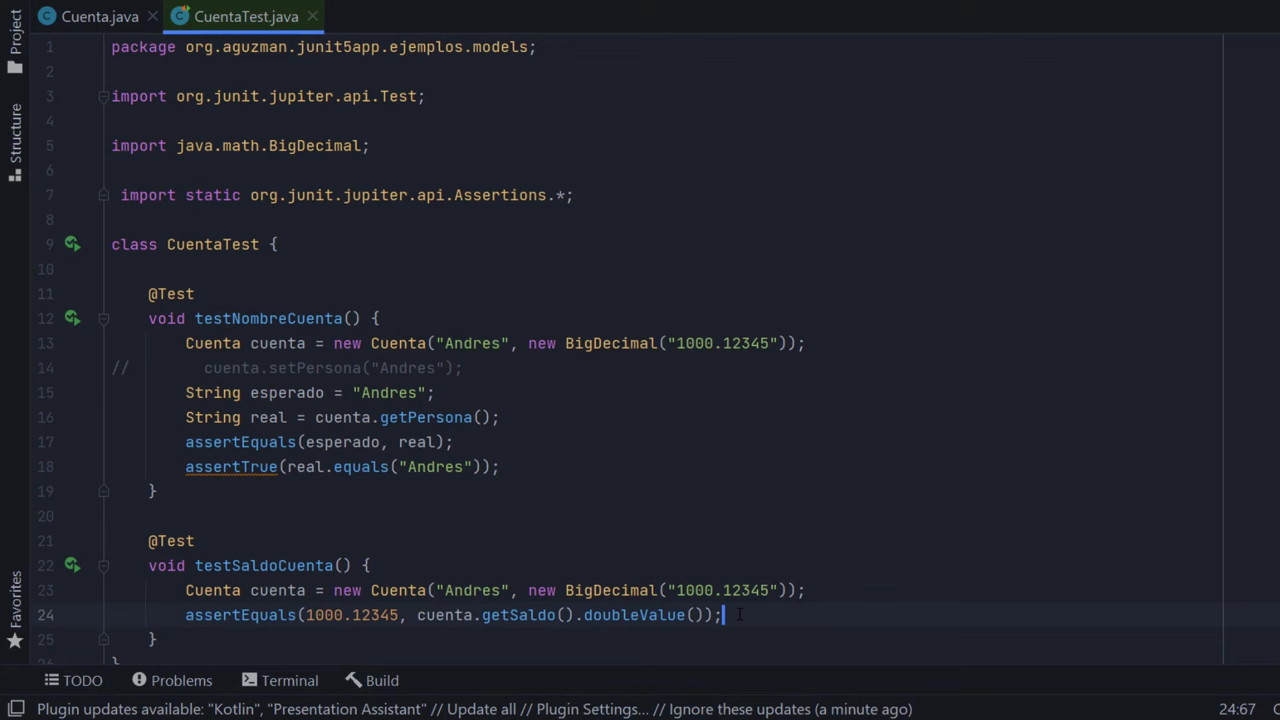 Cuenta.java CuentaTest.java
Project
Structure
Favorites
1 package org.aguzman.junit5app.ejemplos.models;
2
3 import org.junit.jupiter.api.Test;
4
5 import java.math.BigDecimal;
6
7 import static org.junit.jupiter.api.Assertions.*;
8
9 class CuentaTest {
10
11 @Test
12 void testNombreCuenta() {
13 Cuenta cuenta = new Cuenta("Andres", new BigDecimal("1000.12345"));
14 // cuenta.setPersona("Andres");
15 String esperado = "Andres";
16 String real = cuenta.getPersona();
17 assertEquals(esperado, real);
18 assertTrue(real.equals("Andres"));
19 }
20
21 @Test
22 void testSaldoCuenta() {
23 Cuenta cuenta = new Cuenta("Andres", new BigDecimal("1000.12345"));
24 assertEquals(1000.12345, cuenta.getSaldo().doubleValue());
25 }
26 }
TODO Problems Terminal Build
Plugin updates available: "Kotlin", "Presentation Assistant" // Update all // Plugin Settings... // Ignore these updates (a minute ago) 24:67